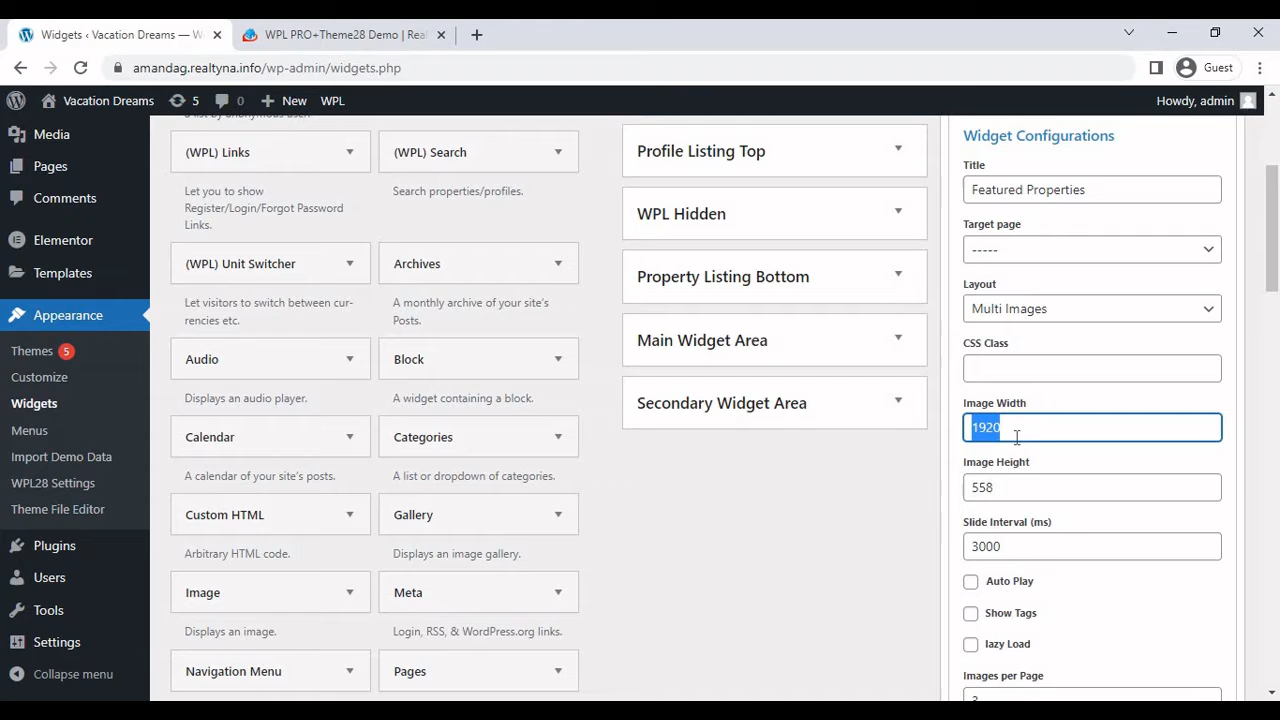 Widgets ‹ Vacation Dreams — W
WPL PRO+Theme28 Demo | Rea
amandag.realtyna.info/wp-admin/widgets.php
Guest
Vacation Dreams
5
0
New
WPL
Howdy, admin
Media
Pages
Comments
Elementor
Templates
Appearance
Themes 5
Customize
Widgets
Menus
Import Demo Data
WPL28 Settings
Theme File Editor
Plugins
Users
Tools
Settings
Collapse menu
a list by anonymous user.
(WPL) Links
Let you to show
Register/Login/Forgot Password
Links.
(WPL) Search
Search properties/profiles.
(WPL) Unit Switcher
Let visitors to switch between cur-
rencies etc.
Archives
A monthly archive of your site's
Posts.
Audio
Displays an audio player.
Block
A widget containing a block.
Calendar
A calendar of your site's posts.
Categories
A list or dropdown of categories.
Custom HTML
Arbitrary HTML code.
Gallery
Displays an image gallery.
Image
Displays an image.
Meta
Login, RSS, & WordPress.org links.
Navigation Menu
Pages
Profile Listing Top
WPL Hidden
Property Listing Bottom
Main Widget Area
Secondary Widget Area
Widget Configurations
Title
Featured Properties
Target page
-----
Layout
Multi Images
CSS Class
Image Width
1920
Image Height
558
Slide Interval (ms)
3000
Auto Play
Show Tags
lazy Load
Images per Page
3